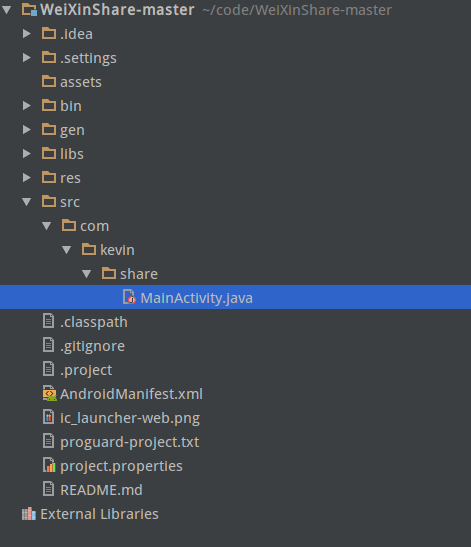 WeiXinShare-master ~/code/WeiXinShare-master
.idea
.settings
assets
bin
gen
libs
res
src
com
kevin
share
MainActivity.java
.classpath
.gitignore
.project
AndroidManifest.xml
ic_launcher-web.png
proguard-project.txt
project.properties
README.md
External Libraries